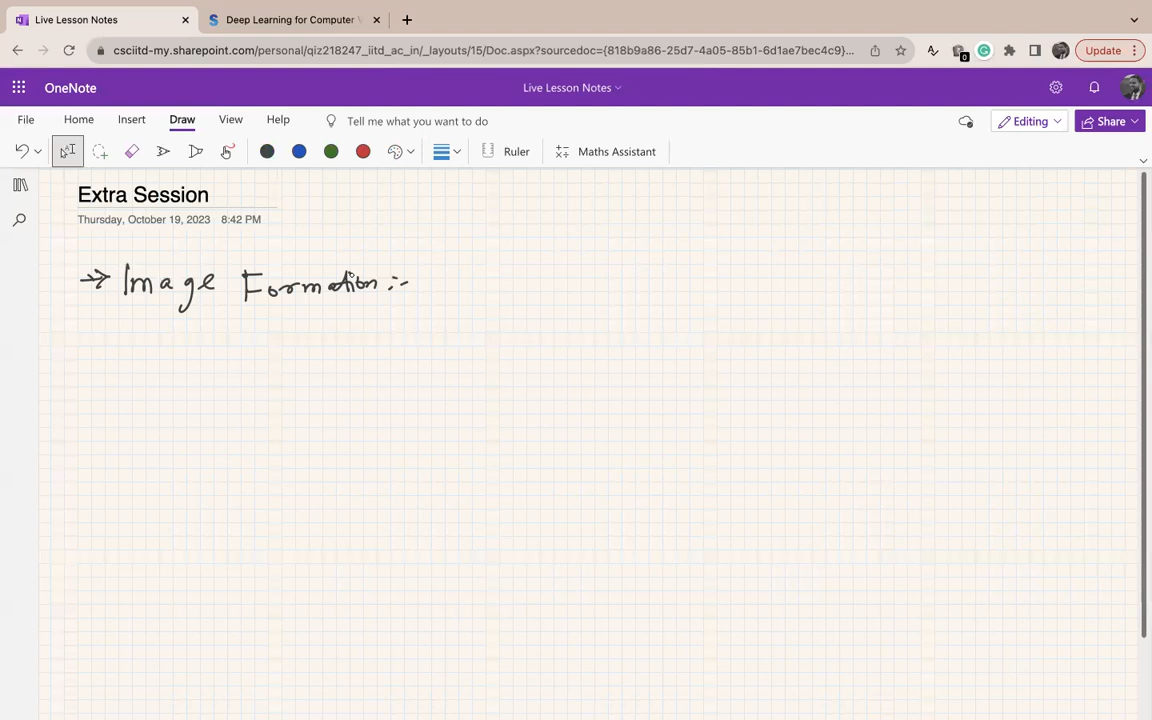 Live Lesson Notes
Deep Learning for Computer
csciitd-my.sharepoint.com/personal/qiz218247_iitd_ac_in/_layouts/15/Doc.aspx?sourcedoc={818b9a86-25d7-4a05-85b1-6d1ae7bec4c9}...
0
Update
OneNote
Live Lesson Notes
File Home Insert Draw View Help Tell me what you want to do
Editing
Share
Ruler
Maths Assistant
Extra Session
Thursday, October 19, 2023 8:42 PM
→ Image Formation :-